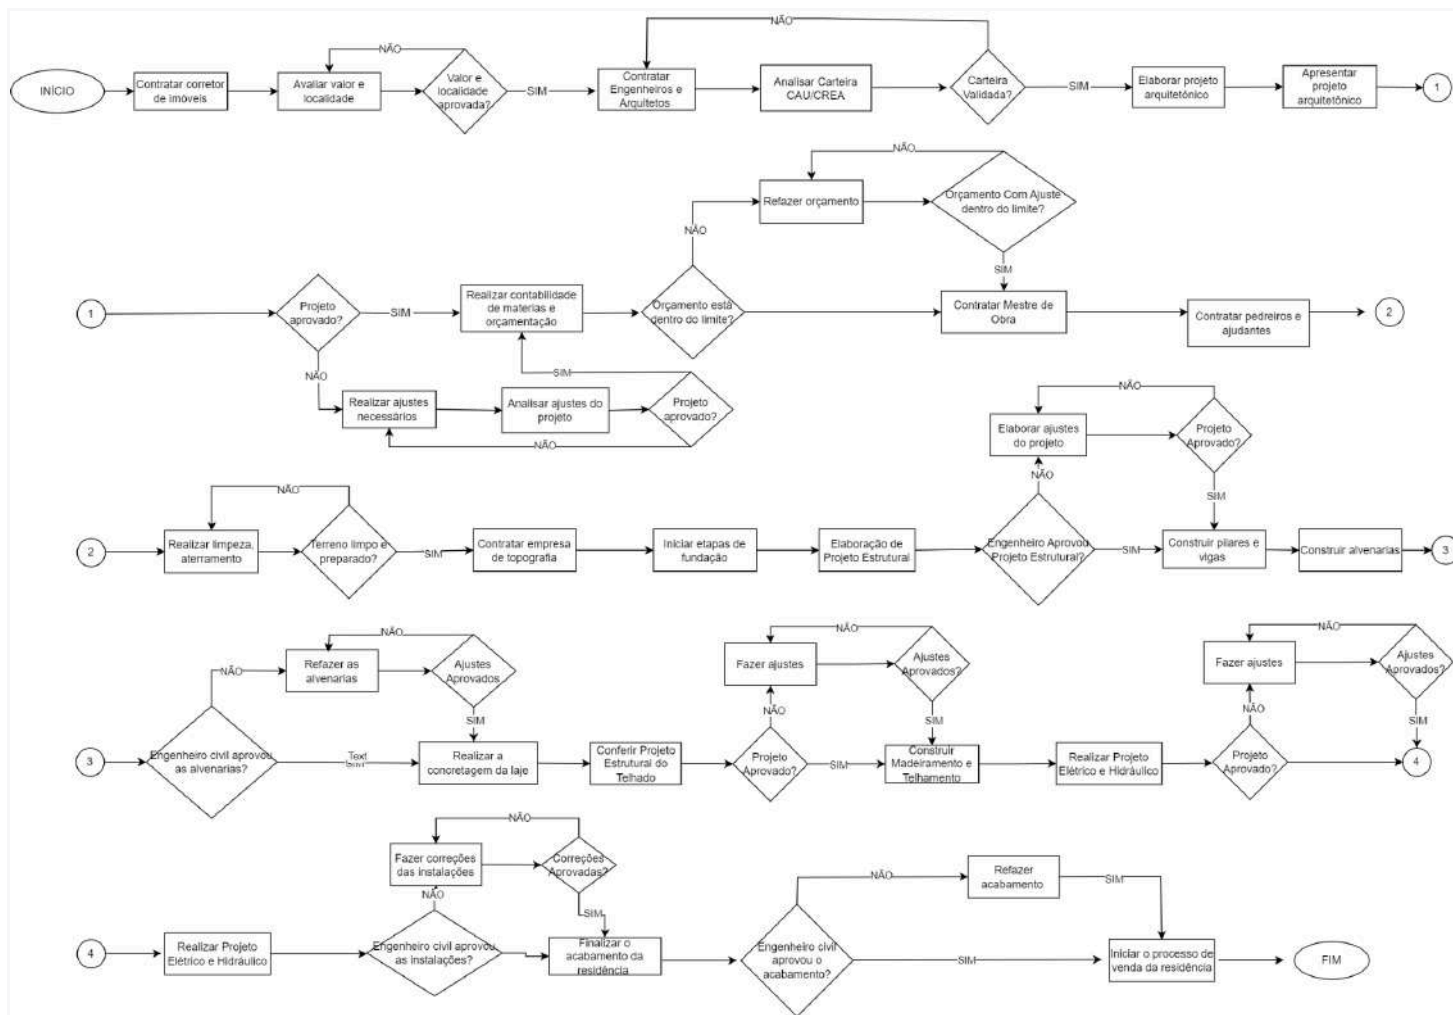 NÃO
NÃO
INÍCIO
Contratar corretor
de imóveis
Avaliar valor e
localidade
Valor e
localidade
aprovada?
SIM
Contratar
Engenheiros e
Arquitetos
Analisar Carteira
CAU/CREA
Carteira
Validada?
SIM
Elaborar projeto
arquitetônico
Apresentar
projeto
arquitetônico
1
NÃO
Refazer orçamento
Orçamento Com Ajuste
dentro do limite?
NÃO
SIM
1
Projeto
aprovado?
SIM
Realizar contabilidade
de materias e
orçamentação
Orçamento está
dentro do limite?
Contratar Mestre de
Obra
Contratar pedreiros e
ajudantes
2
NÃO
SIM
Realizar ajustes
necessários
Analisar ajustes do
projeto
Projeto
aprovado?
NÃO
NÃO
Elaborar ajustes
do projeto
Projeto
Aprovado?
NÃO
SIM
NÃO
2
Realizar limpeza,
aterramento
Terreno limpo e
preparado?
SIM
Contratar empresa
de topografia
Iniciar etapas de
fundação
Elaboração de
Projeto Estrutural
Engenheiro Aprovou
Projeto Estrutural?
SIM
Construir pilares e
vigas
Construir alvenarias
3
NÃO
Refazer as
alvenarias
Ajustes
Aprovados
NÃO
SIM
NÃO
Fazer ajustes
Ajustes
Aprovados?
NÃO
SIM
NÃO
Fazer ajustes
Ajustes
Aprovados?
NÃO
SIM
3
Engenheiro civil aprovou
as alvenarias?
Text
SIM
Realizar a
concretagem da laje
Conferir Projeto
Estrutural do
Telhado
Projeto
Aprovado?
SIM
Construir
Madeiramento e
Telhamento
Realizar Projeto
Elétrico e Hidráulico
Projeto
Aprovado?
4
NÃO
Fazer correções
das instalações
Correções
Aprovadas?
NÃO
SIM
NÃO
Refazer
acabamento
SIM
4
Realizar Projeto
Elétrico e Hidráulico
Engenheiro civil aprovou
as instalações?
Finalizar o
acabamento da
residência
Engenheiro civil
aprovou o
acabamento?
SIM
Iniciar o processo de
venda da residência
FIM